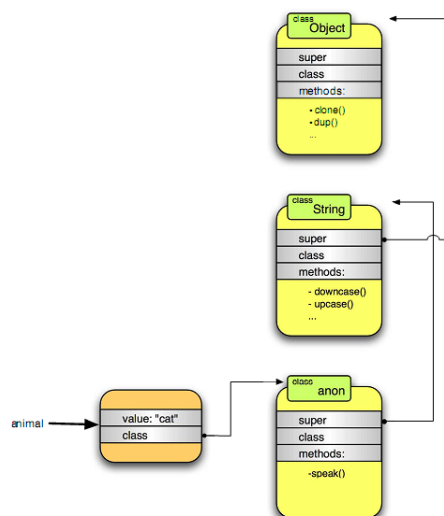 class
Object
super
class
methods:
• clone()
• dup()
...
class
String
super
class
methods:
- downcase()
- upcase()
...
class
anon
super
class
methods:
-speak()
animal
value: "cat"
class